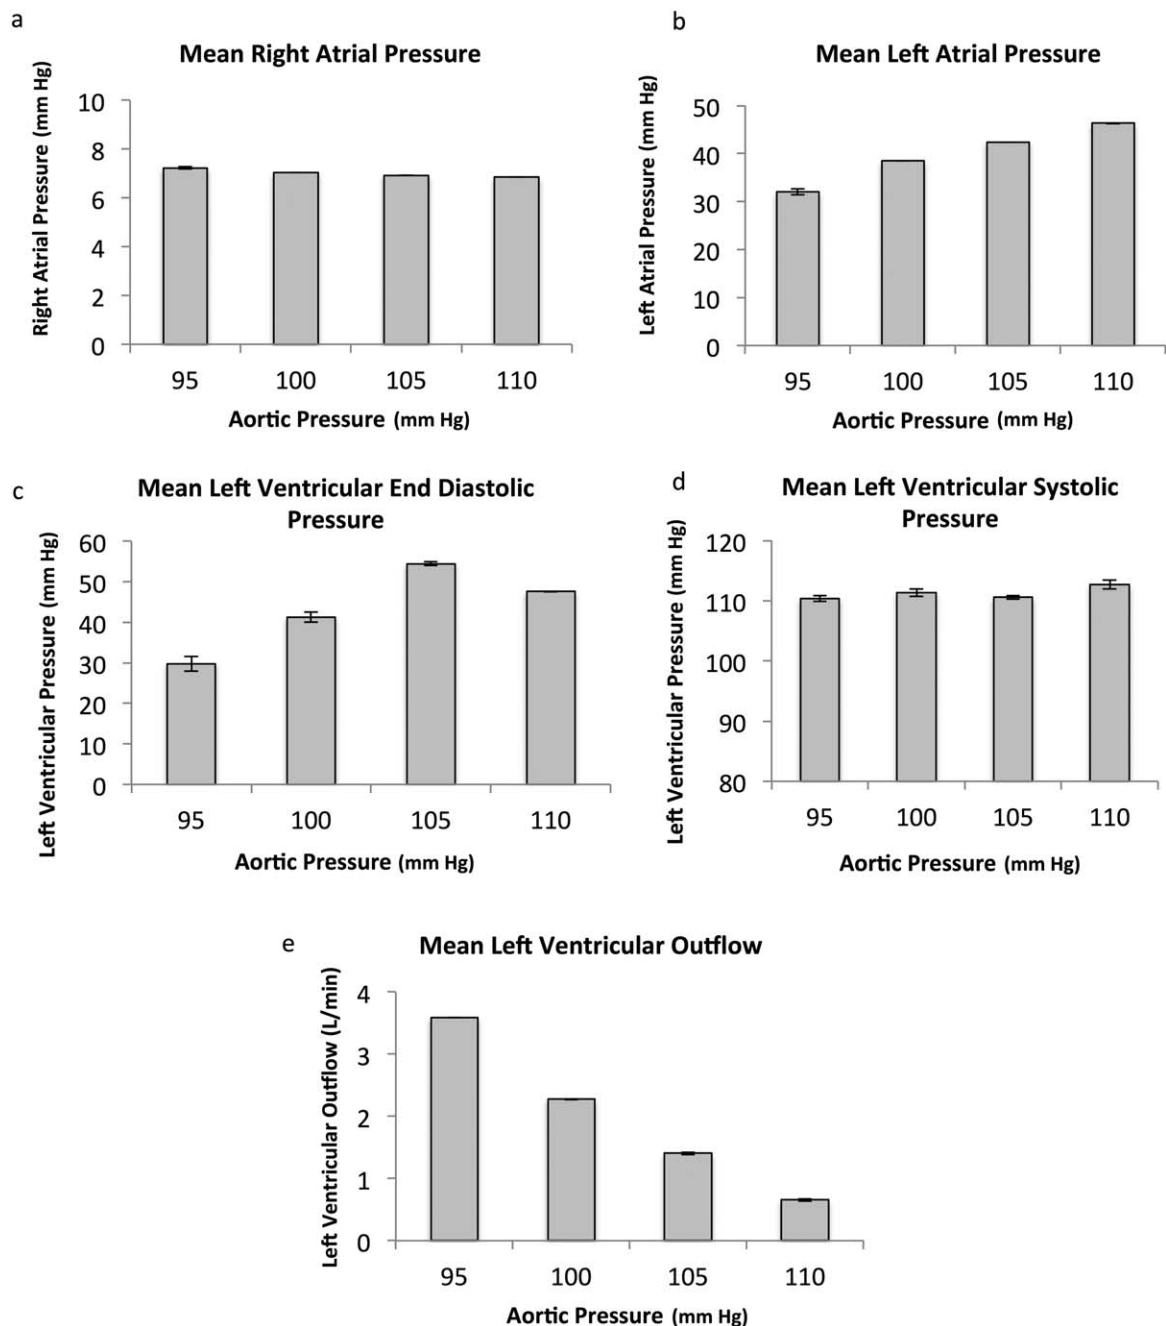 a
Mean Right Atrial Pressure
Right Atrial Pressure (mm Hg)
10
8
6
4
2
0
95 100 105 110
Aortic Pressure (mm Hg)
b
Mean Left Atrial Pressure
Left Atrial Pressure (mm Hg)
50
40
30
20
10
0
95 100 105 110
Aortic Pressure (mm Hg)
c
Mean Left Ventricular End Diastolic
Pressure
Left Ventricular Pressure (mm Hg)
60
50
40
30
20
10
0
95 100 105 110
Aortic Pressure (mm Hg)
d
Mean Left Ventricular Systolic
Pressure
Left Ventricular Pressure (mm Hg)
120
110
100
90
80
95 100 105 110
Aortic Pressure (mm Hg)
e
Mean Left Ventricular Outflow
Left Ventricular Outflow (L/min)
4
3
2
1
0
95 100 105 110
Aortic Pressure (mm Hg)